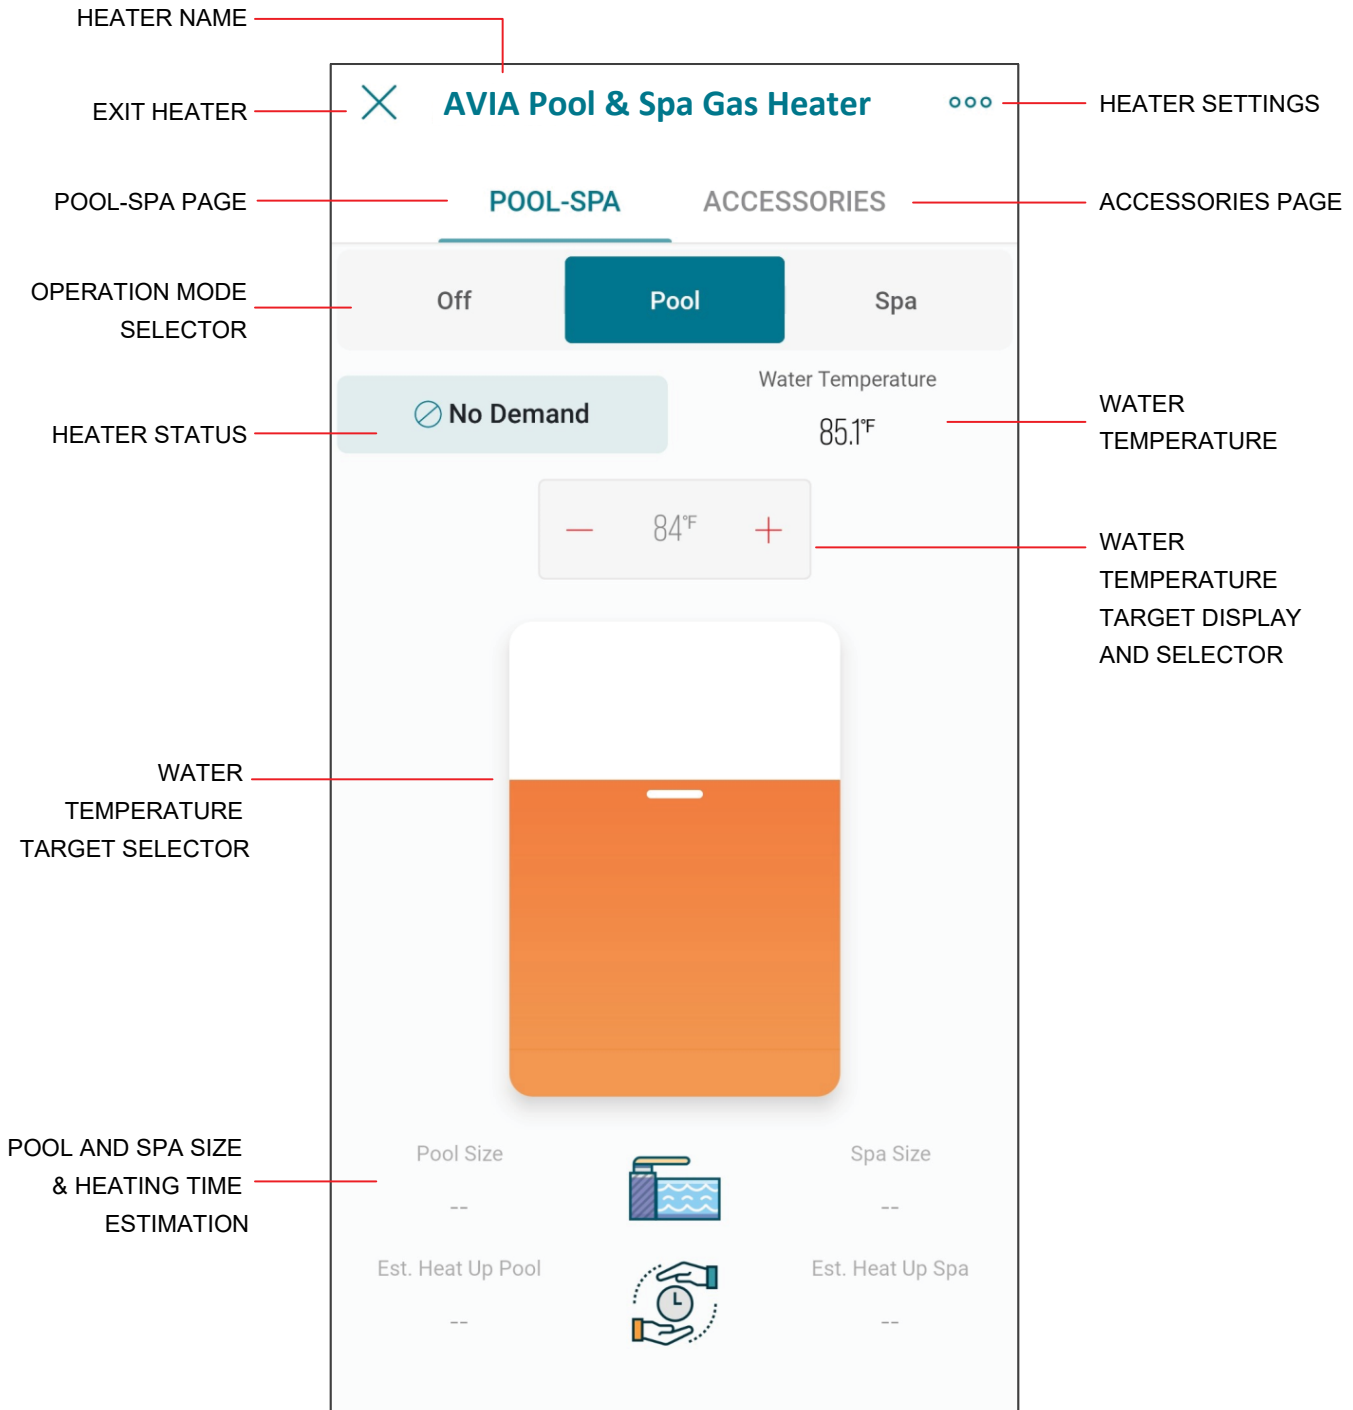 HEATER NAME
EXIT HEATER
AVIA Pool & Spa Gas Heater
HEATER SETTINGS
POOL-SPA PAGE
POOL-SPA
ACCESSORIES
ACCESSORIES PAGE
OPERATION MODE
SELECTOR
Off
Pool
Spa
HEATER STATUS
No Demand
Water Temperature
85.1°F
WATER
TEMPERATURE
84°F
WATER
TEMPERATURE
TARGET DISPLAY
AND SELECTOR
WATER
TEMPERATURE
TARGET SELECTOR
POOL AND SPA SIZE
& HEATING TIME
ESTIMATION
Pool Size
--
Spa Size
--
Est. Heat Up Pool
--
Est. Heat Up Spa
--